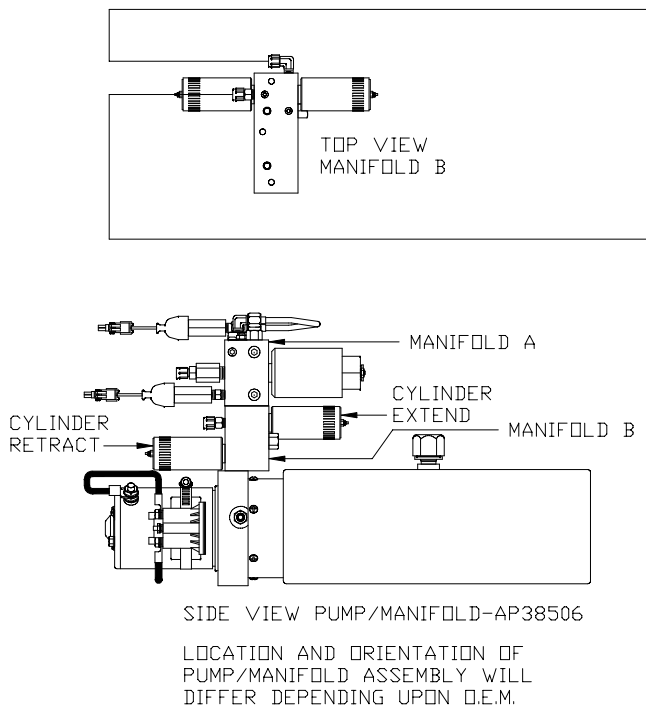 TOP VIEW
MANIFOLD B
MANIFOLD A
CYLINDER
EXTEND
CYLINDER
RETRACT
MANIFOLD B
SIDE VIEW PUMP/MANIFOLD-AP38506
LOCATION AND ORIENTATION OF
PUMP/MANIFOLD ASSEMBLY WILL
DIFFER DEPENDING UPON O.E.M.